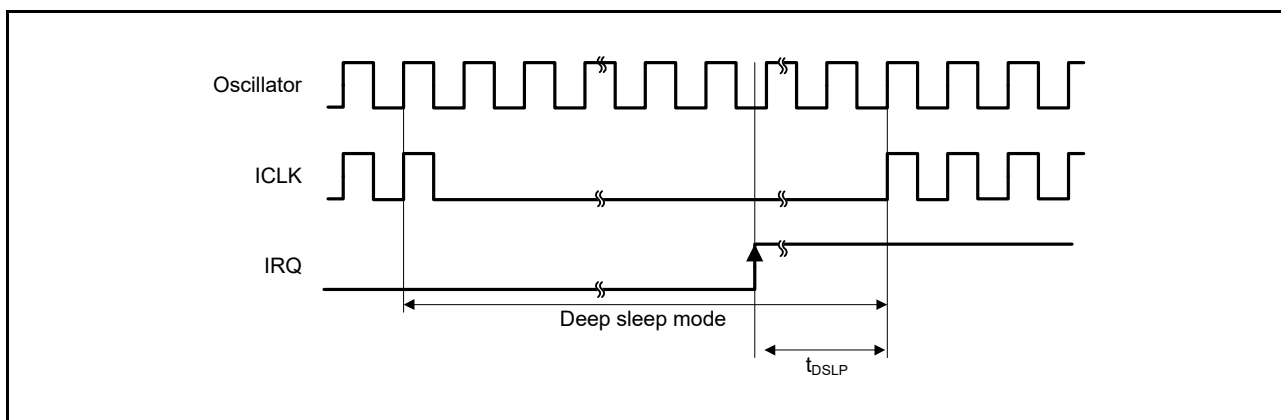 Oscillator
ICLK
IRQ
Deep sleep mode
tDSLP